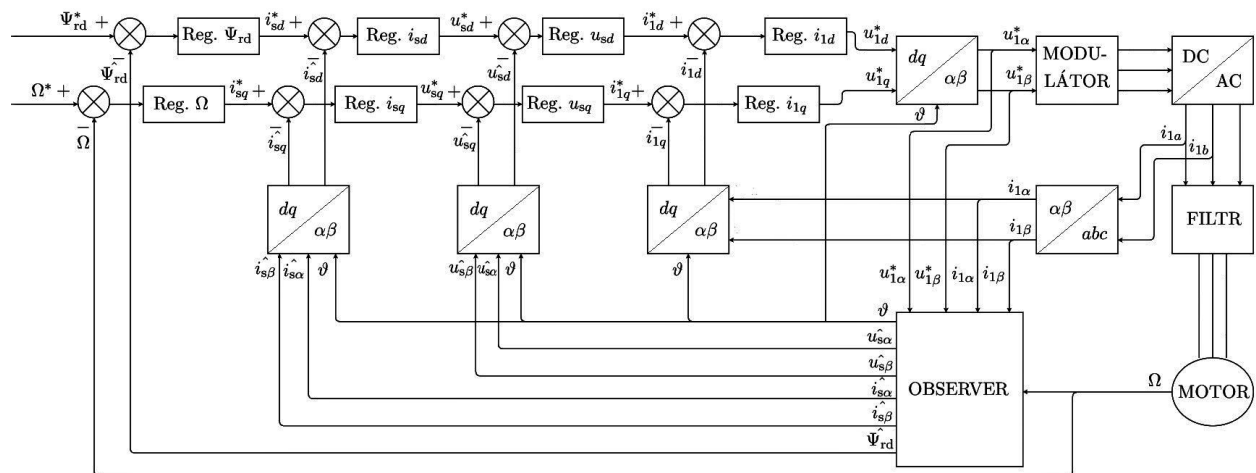 Ψ*rd + Reg. Ψrd i*sd + Reg. isd u*sd + Reg. usd i*1d + Reg. i1d u*1d dq αβ u*1α MODU- DC
LÁTOR AC
Ψ̂rd − îsd − ûsd − i1d − u*1q u*1β
Ω* + Reg. Ω i*sq + Reg. isq u*sq + Reg. usq i*1q + Reg. i1q
− Ω − îsq − ûsq − i1q ϑ i1a i1b
dq αβ dq αβ dq αβ i1α αβ abc FILTR
i1β
îsβ îsα ϑ ûsβ ûsα ϑ ϑ u*1α u*1β i1α i1β
ϑ
ûsα
ûsβ
OBSERVER Ω MOTOR
îsα
îsβ
Ψ̂rd